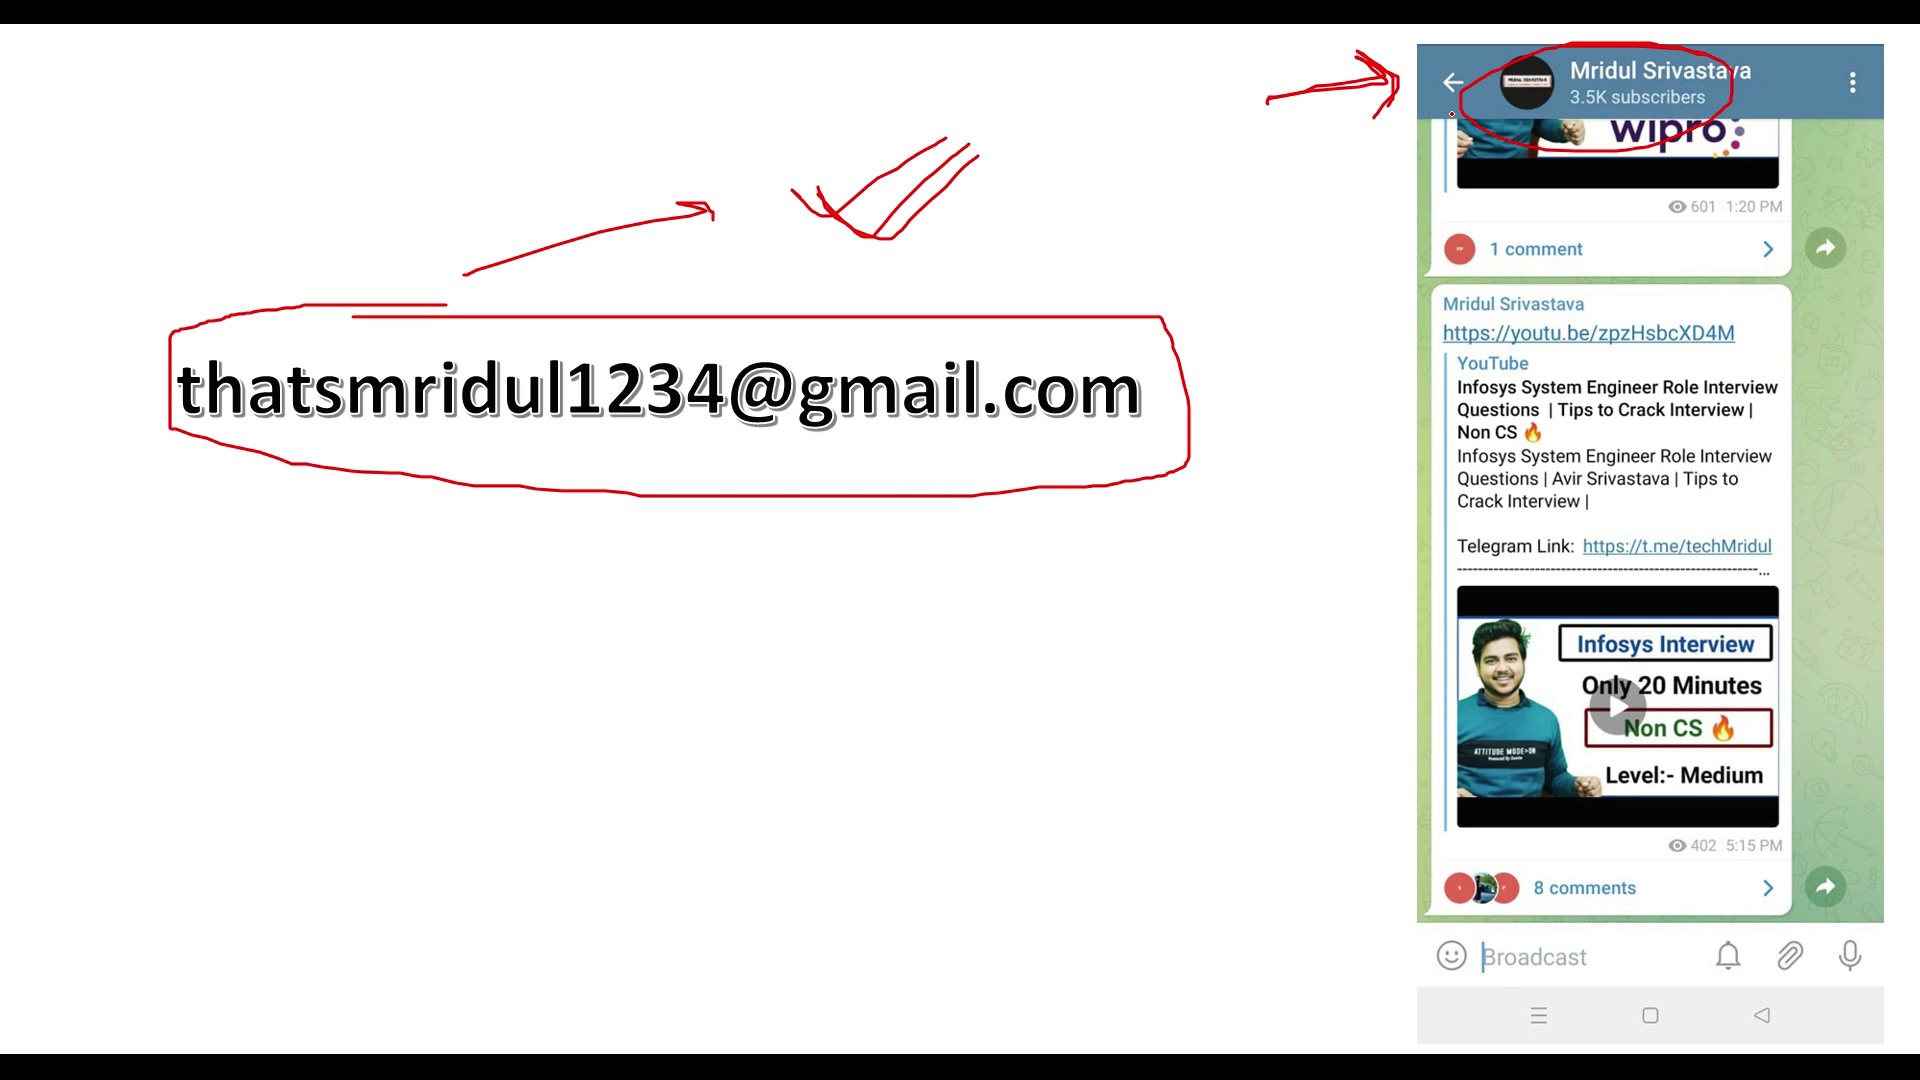 thatsmridul1234@gmail.com
Mridul Srivastava
3.5K subscribers
wipro
601 1:20 PM
1 comment
Mridul Srivastava
https://youtu.be/zpzHsbcXD4M
YouTube
Infosys System Engineer Role Interview
Questions | Tips to Crack Interview |
Non CS 🔥
Infosys System Engineer Role Interview
Questions | Avir Srivastava | Tips to
Crack Interview |
Telegram Link: https://t.me/techMridul
---------------------------------------------------------...
Infosys Interview
Only 20 Minutes
Non CS 🔥
ATTITUDE MODE>ON
Level:- Medium
402 5:15 PM
8 comments
Broadcast